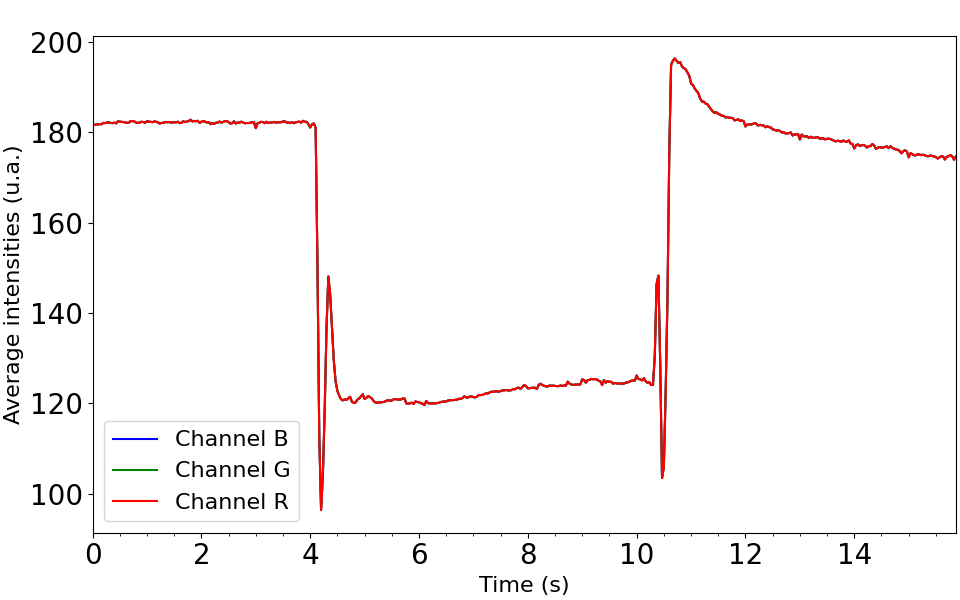 200
180
160
140
120
100
Average intensities (u.a.)
Channel B
Channel G
Channel R
0 2 4 6 8 10 12 14
Time (s)